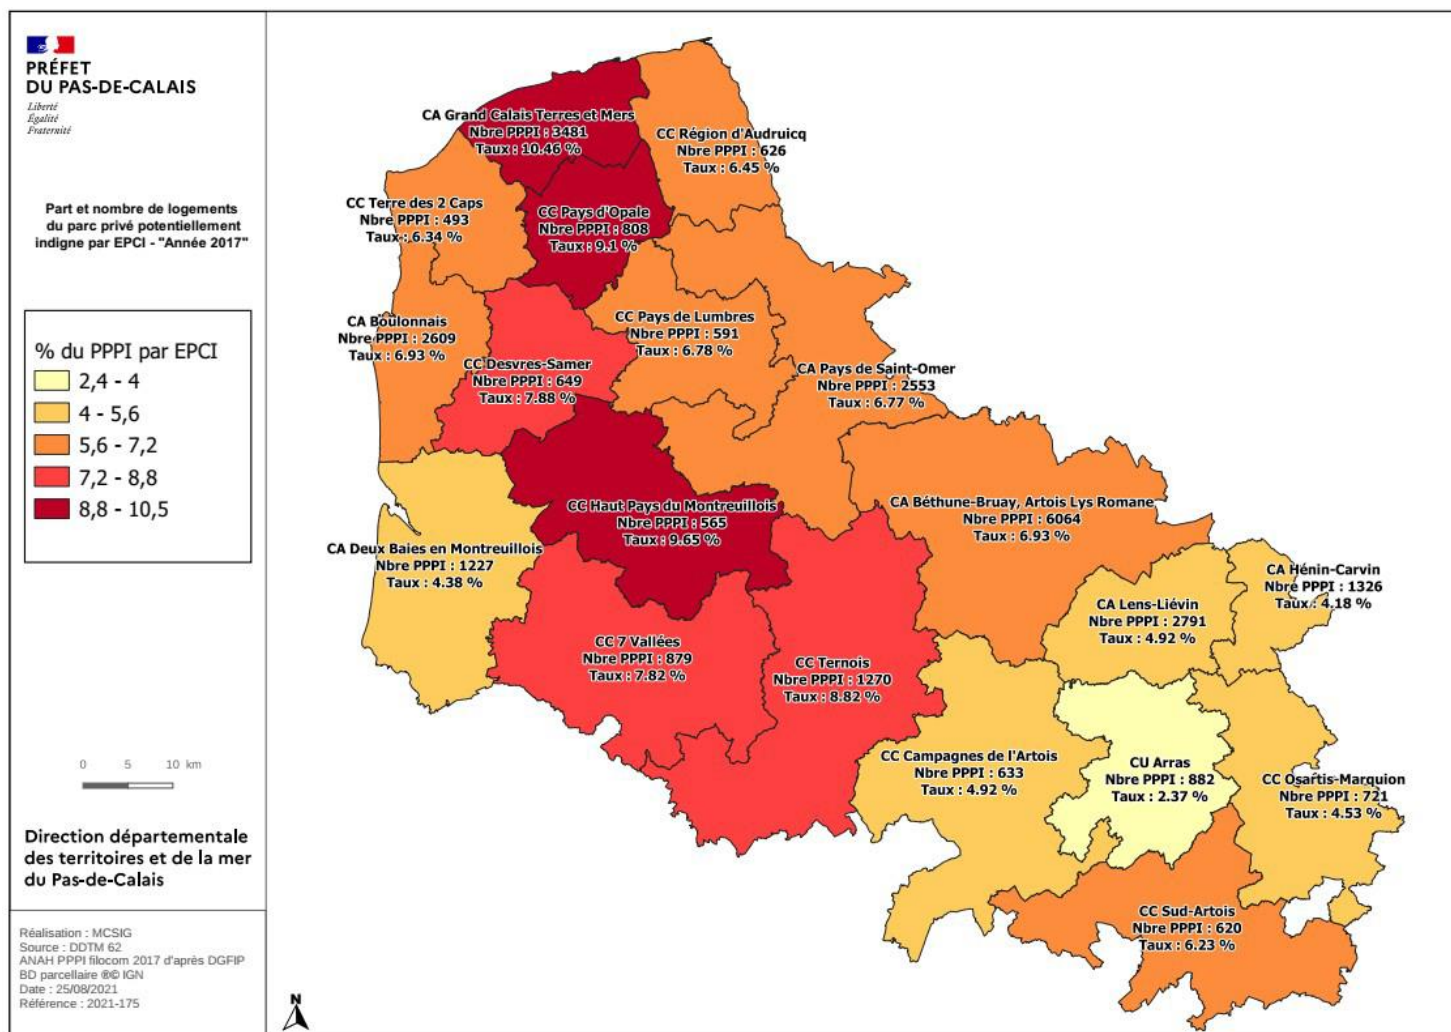 PRÉFET
DU PAS-DE-CALAIS
Liberté
Égalité
Fraternité
Part et nombre de logements
du parc privé potentiellement
indigne par EPCI - "Année 2017"
% du PPPI par EPCI
2,4 - 4
4 - 5,6
5,6 - 7,2
7,2 - 8,8
8,8 - 10,5
0 5 10 km
Direction départementale
des territoires et de la mer
du Pas-de-Calais
Réalisation : MCSIG
Source : DDTM 62
ANAH PPPI filocom 2017 d'après DGFIP
BD parcellaire ®© IGN
Date : 25/08/2021
Référence : 2021-175
N
CA Grand Calais Terres et Mers
Nbre PPPI : 3481
Taux : 10.46 %
CC Région d'Audruicq
Nbre PPPI : 626
Taux : 6.45 %
CC Terre des 2 Caps
Nbre PPPI : 493
Taux : 6.34 %
CC Pays d'Opale
Nbre PPPI : 808
Taux : 9.1 %
CA Boulonnais
Nbre PPPI : 2609
Taux : 6.93 %
CC Pays de Lumbres
Nbre PPPI : 591
Taux : 6.78 %
CC Desvres-Samer
Nbre PPPI : 649
Taux : 7.88 %
CA Pays de Saint-Omer
Nbre PPPI : 2553
Taux : 6.77 %
CC Haut Pays du Montreuillois
Nbre PPPI : 565
Taux : 9.65 %
CA Béthune-Bruay, Artois Lys Romane
Nbre PPPI : 6064
Taux : 6.93 %
CA Deux Baies en Montreuillois
Nbre PPPI : 1227
Taux : 4.38 %
CA Hénin-Carvin
Nbre PPPI : 1326
Taux : 4.18 %
CA Lens-Liévin
Nbre PPPI : 2791
Taux : 4.92 %
CC 7 Vallées
Nbre PPPI : 879
Taux : 7.82 %
CC Ternois
Nbre PPPI : 1270
Taux : 8.82 %
CC Campagnes de l'Artois
Nbre PPPI : 633
Taux : 4.92 %
CU Arras
Nbre PPPI : 882
Taux : 2.37 %
CC Osartis-Marquion
Nbre PPPI : 721
Taux : 4.53 %
CC Sud-Artois
Nbre PPPI : 620
Taux : 6.23 %